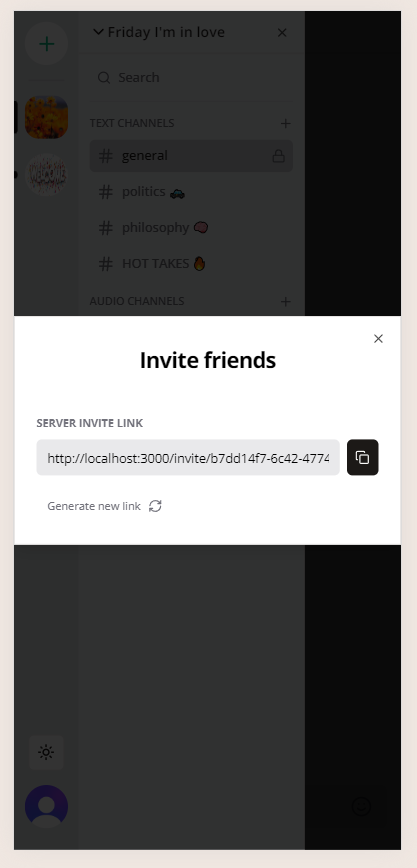 Friday I'm in love
Search
TEXT CHANNELS
general
politics 🚓
philosophy 🧠
HOT TAKES 🔥
AUDIO CHANNELS
Invite friends
SERVER INVITE LINK
http://localhost:3000/invite/b7dd14f7-6c42-4774
Generate new link